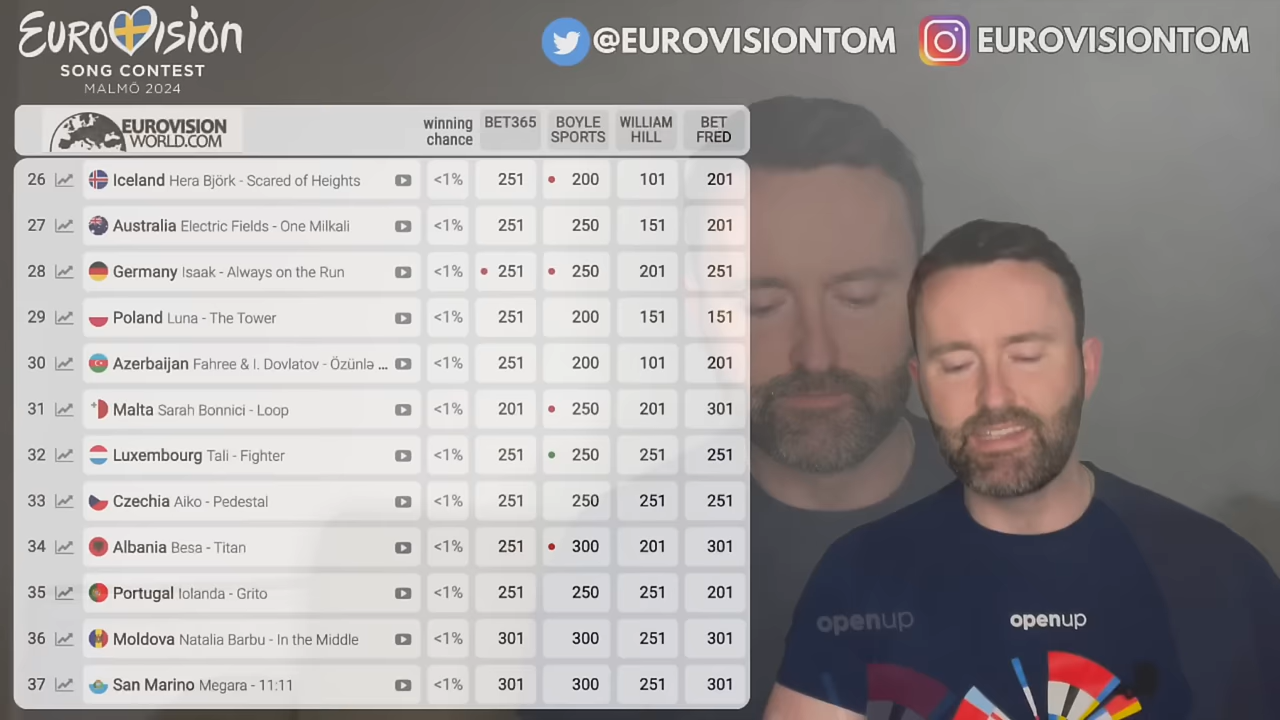 EUROVISION
SONG CONTEST
MALMÖ 2024
@EUROVISIONTOM
EUROVISIONTOM
EUROVISION
WORLD.COM
winning
chance
BET365
BOYLE
SPORTS
WILLIAM
HILL
BET
FRED
26 Iceland Hera Björk - Scared of Heights <1% 251 200 101 201
27 Australia Electric Fields - One Milkali <1% 251 250 151 201
28 Germany Isaak - Always on the Run <1% 251 250 201 251
29 Poland Luna - The Tower <1% 251 200 151 151
30 Azerbaijan Fahree & I. Dovlatov - Özünlə ... <1% 251 200 101 201
31 Malta Sarah Bonnici - Loop <1% 201 250 201 301
32 Luxembourg Tali - Fighter <1% 251 250 251 251
33 Czechia Aiko - Pedestal <1% 251 250 251 251
34 Albania Besa - Titan <1% 251 300 201 301
35 Portugal Iolanda - Grito <1% 251 250 251 201
36 Moldova Natalia Barbu - In the Middle <1% 301 300 251 301
37 San Marino Megara - 11:11 <1% 301 300 251 301
openup
openup